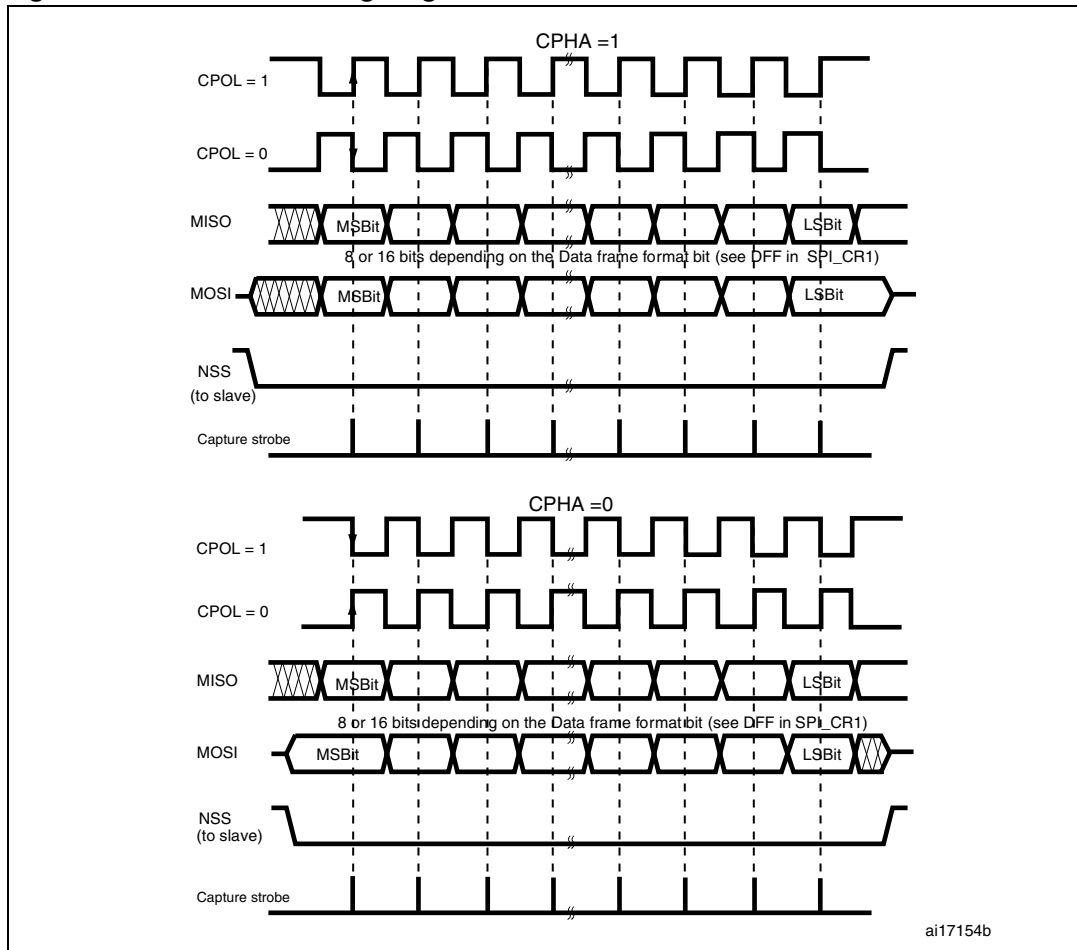 CPHA =1
CPOL = 1
CPOL = 0
MISO
MSBit
LSBit
8 or 16 bits depending on the Data frame format bit (see DFF in SPI_CR1)
MOSI
MSBit
LSBit
NSS
(to slave)
Capture strobe
CPHA =0
CPOL = 1
CPOL = 0
MISO
MSBit
LSBit
8 or 16 bits depending on the Data frame format bit (see DFF in SPI_CR1)
MOSI
MSBit
LSBit
NSS
(to slave)
Capture strobe
ai17154b